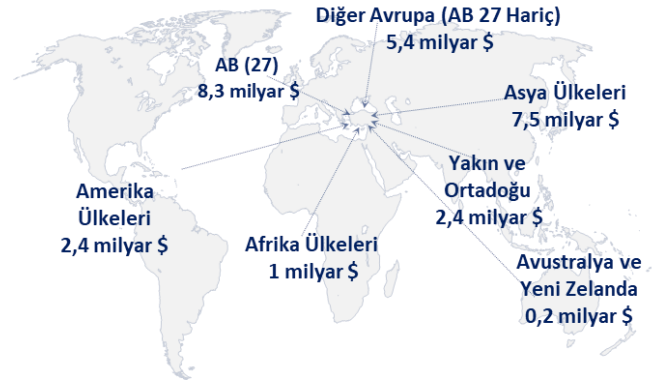 Diğer Avrupa (AB 27 Hariç)
5,4 milyar $
AB (27)
8,3 milyar $
Asya Ülkeleri
7,5 milyar $
Yakın ve
Ortadoğu
2,4 milyar $
Amerika
Ülkeleri
2,4 milyar $
Afrika Ülkeleri
1 milyar $
Avustralya ve
Yeni Zelanda
0,2 milyar $